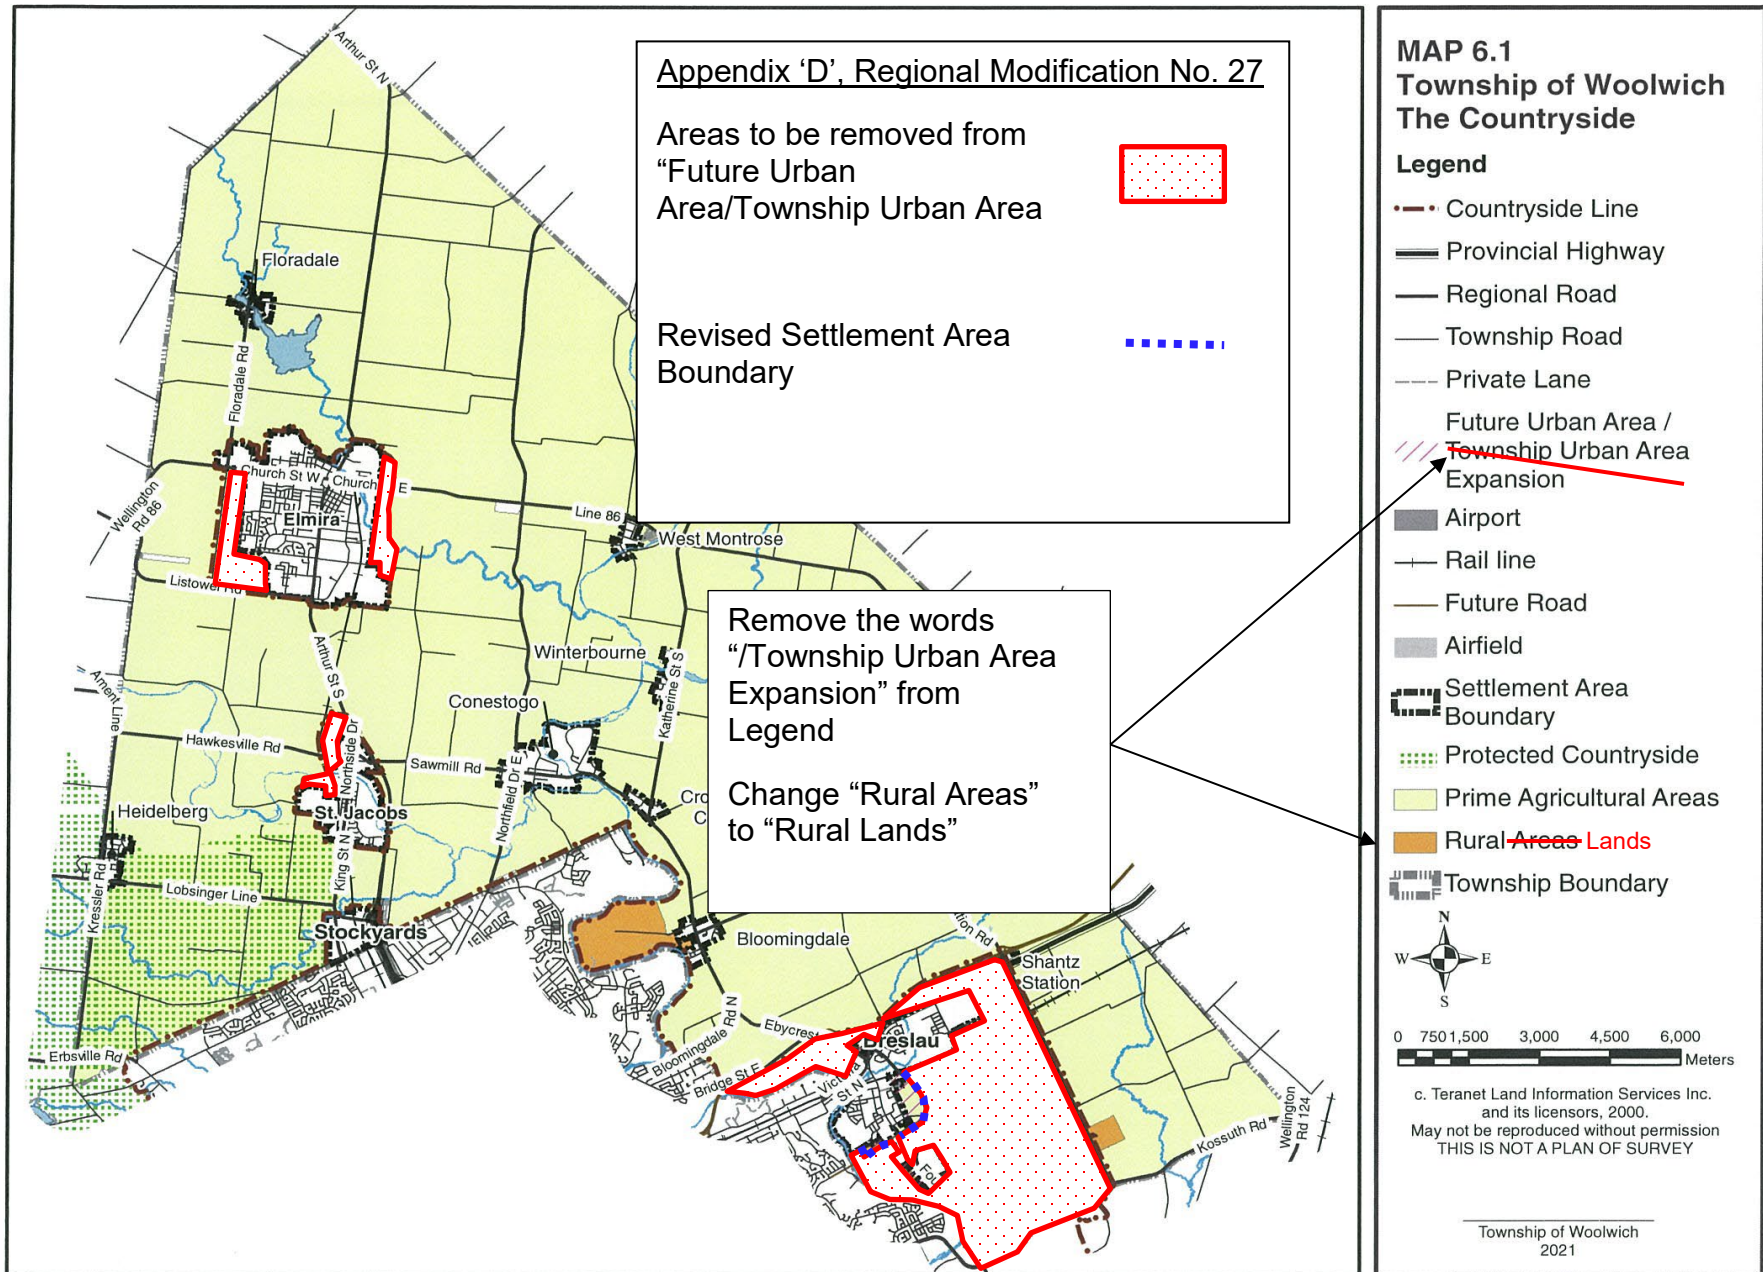 Appendix ‘D’, Regional Modification No. 27
Areas to be removed from
“Future Urban
Area/Township Urban Area
Revised Settlement Area
Boundary
Remove the words
“/Township Urban Area
Expansion” from
Legend
Change “Rural Areas”
to “Rural Lands”
Arthur St N
Floradale
Floradale Rd
Church St W
Church
E
Elmira
Wellington
Rd 86
Listowel Rd
Line 86
West Montrose
Arthur St S
Winterbourne
Katherine St S
Conestogo
Ament Line
Hawkesville Rd
Northside Dr
Sawmill Rd
Northfield Dr E
Heidelberg
St. Jacobs
King St N
Kressler Rd
Lobsinger Line
Stockyards
Bloomingdale
Shantz
Station
Bloomingdale Rd N
Ebycrest
Breslau
Bridge St E
Victoria
St N
Erbsville Rd
Kossuth Rd
Wellington
Rd 124
MAP 6.1
Township of Woolwich
The Countryside
Legend
Countryside Line
Provincial Highway
Regional Road
Township Road
Private Lane
Future Urban Area /
Township Urban Area
Expansion
Airport
Rail line
Future Road
Airfield
Settlement Area
Boundary
Protected Countryside
Prime Agricultural Areas
Rural Areas Lands
Township Boundary
N
W E
S
0 750 1,500 3,000 4,500 6,000
Meters
c. Teranet Land Information Services Inc.
and its licensors, 2000.
May not be reproduced without permission
THIS IS NOT A PLAN OF SURVEY
Township of Woolwich
2021